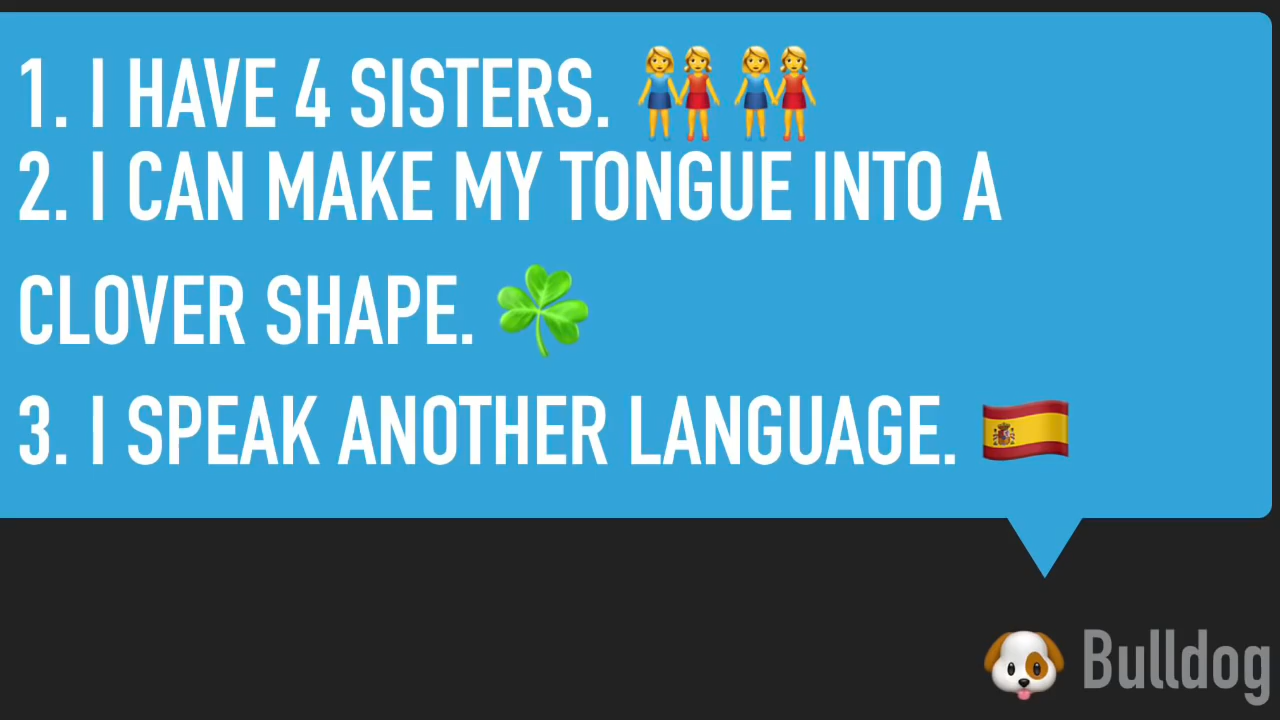 1. I HAVE 4 SISTERS. 👭 👭
2. I CAN MAKE MY TONGUE INTO A
CLOVER SHAPE. ☘️
3. I SPEAK ANOTHER LANGUAGE. 🇪🇸
🐶 Bulldog